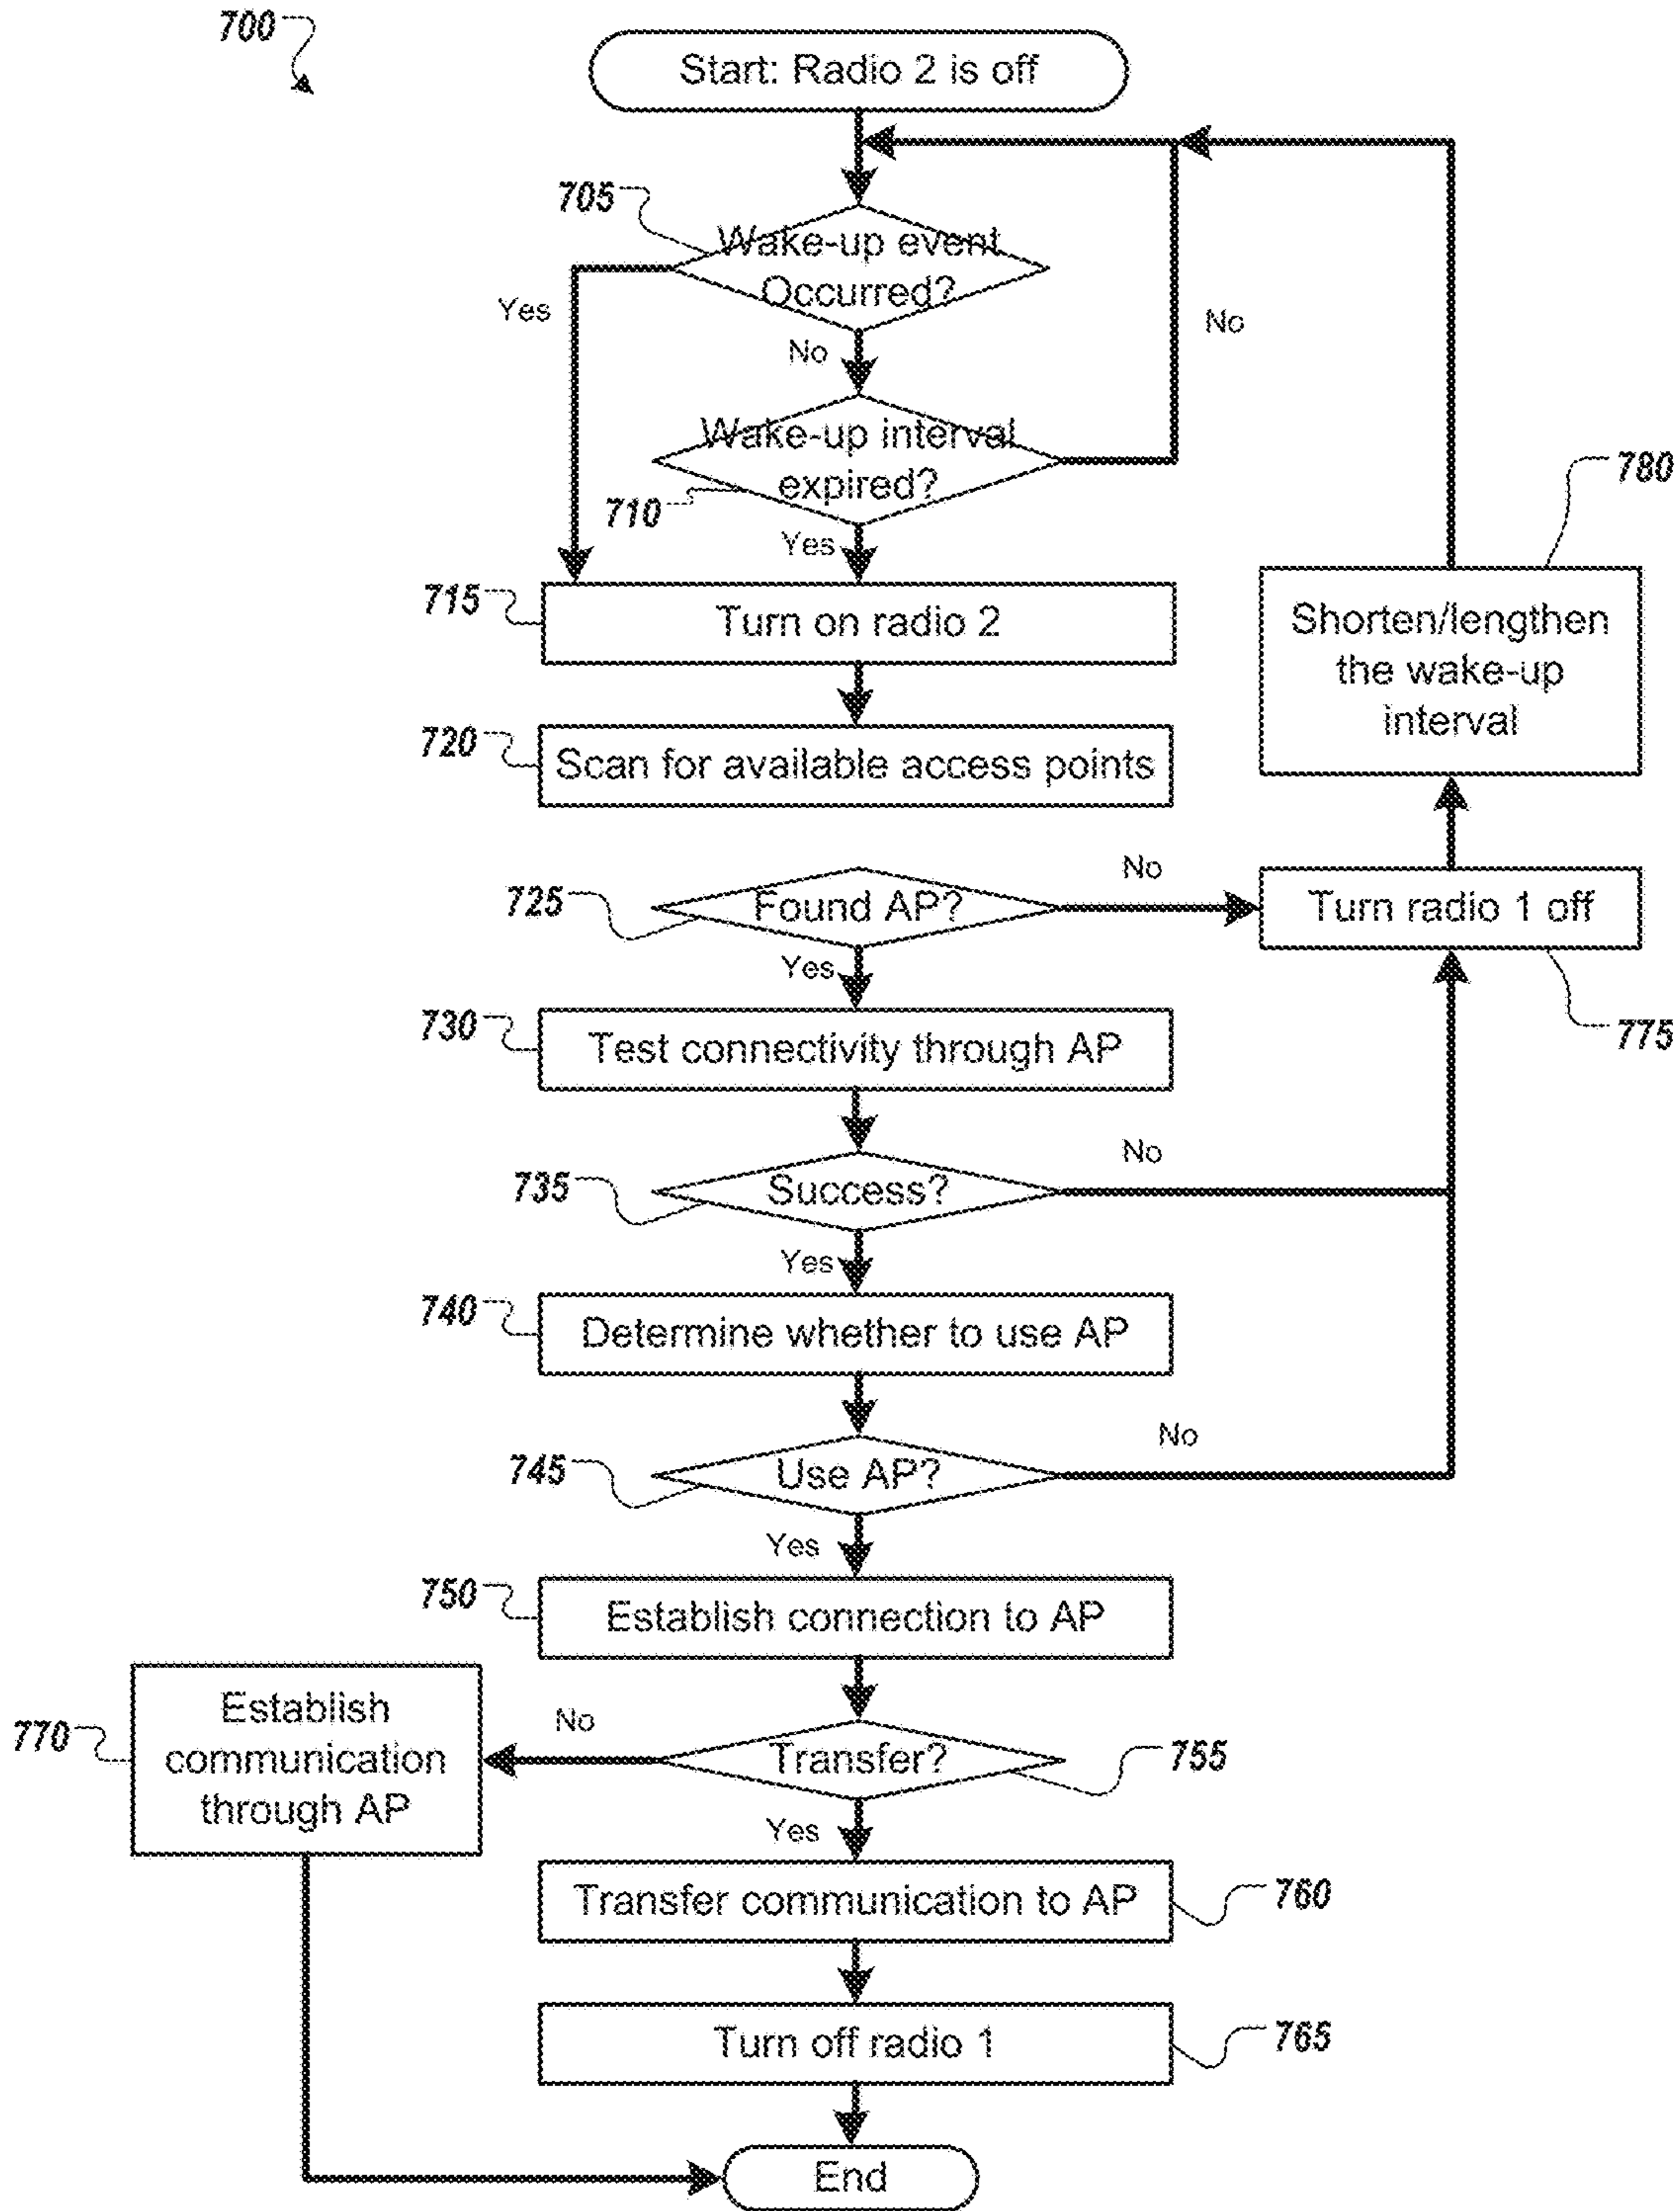 700
Start: Radio 2 is off
705
Wake-up event
Occurred?
Yes
No
No
Wake-up interval
expired?
710
Yes
780
715
Turn on radio 2
Shorten/lengthen
the wake-up
interval
720
Scan for available access points
No
725
Found AP?
Turn radio 1 off
Yes
730
Test connectivity through AP
775
No
735
Success?
Yes
740
Determine whether to use AP
No
745
Use AP?
Yes
750
Establish connection to AP
770
Establish
communication
through AP
No
Transfer?
755
Yes
Transfer communication to AP
760
Turn off radio 1
765
End